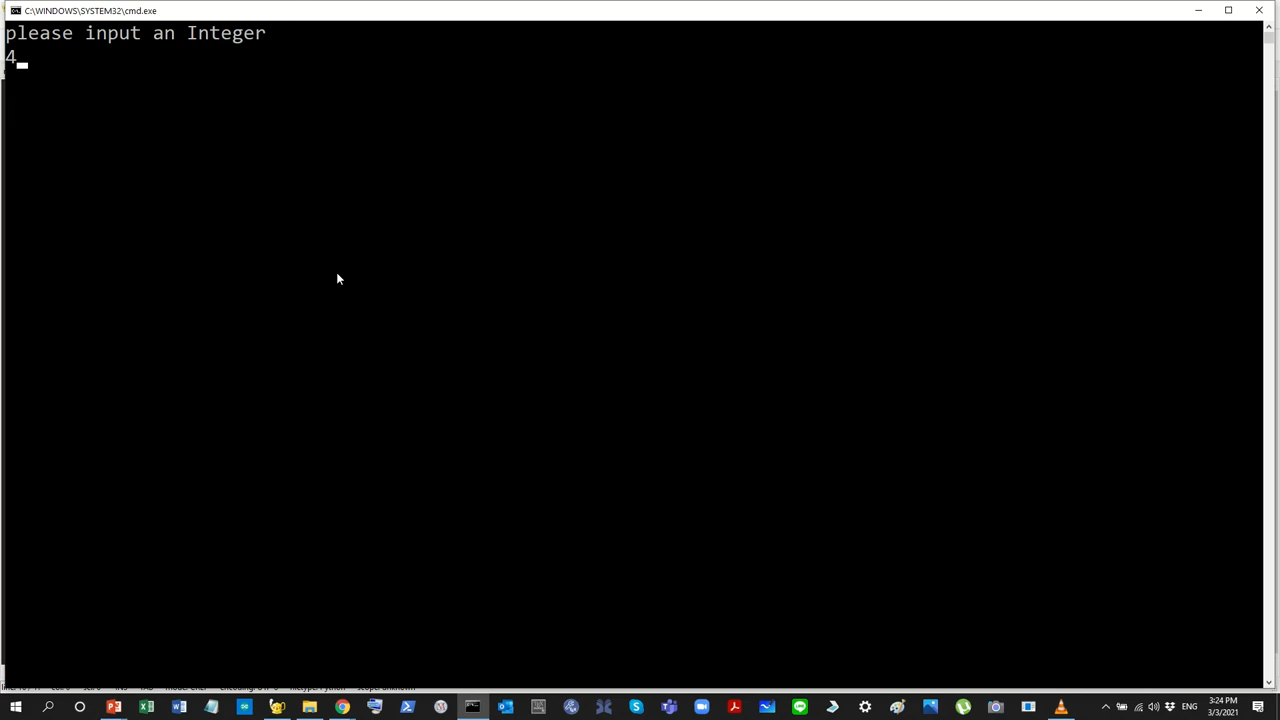 C:\WINDOWS\SYSTEM32\cmd.exe
please input an Integer
4
ENG
3:24 PM
3/3/2021